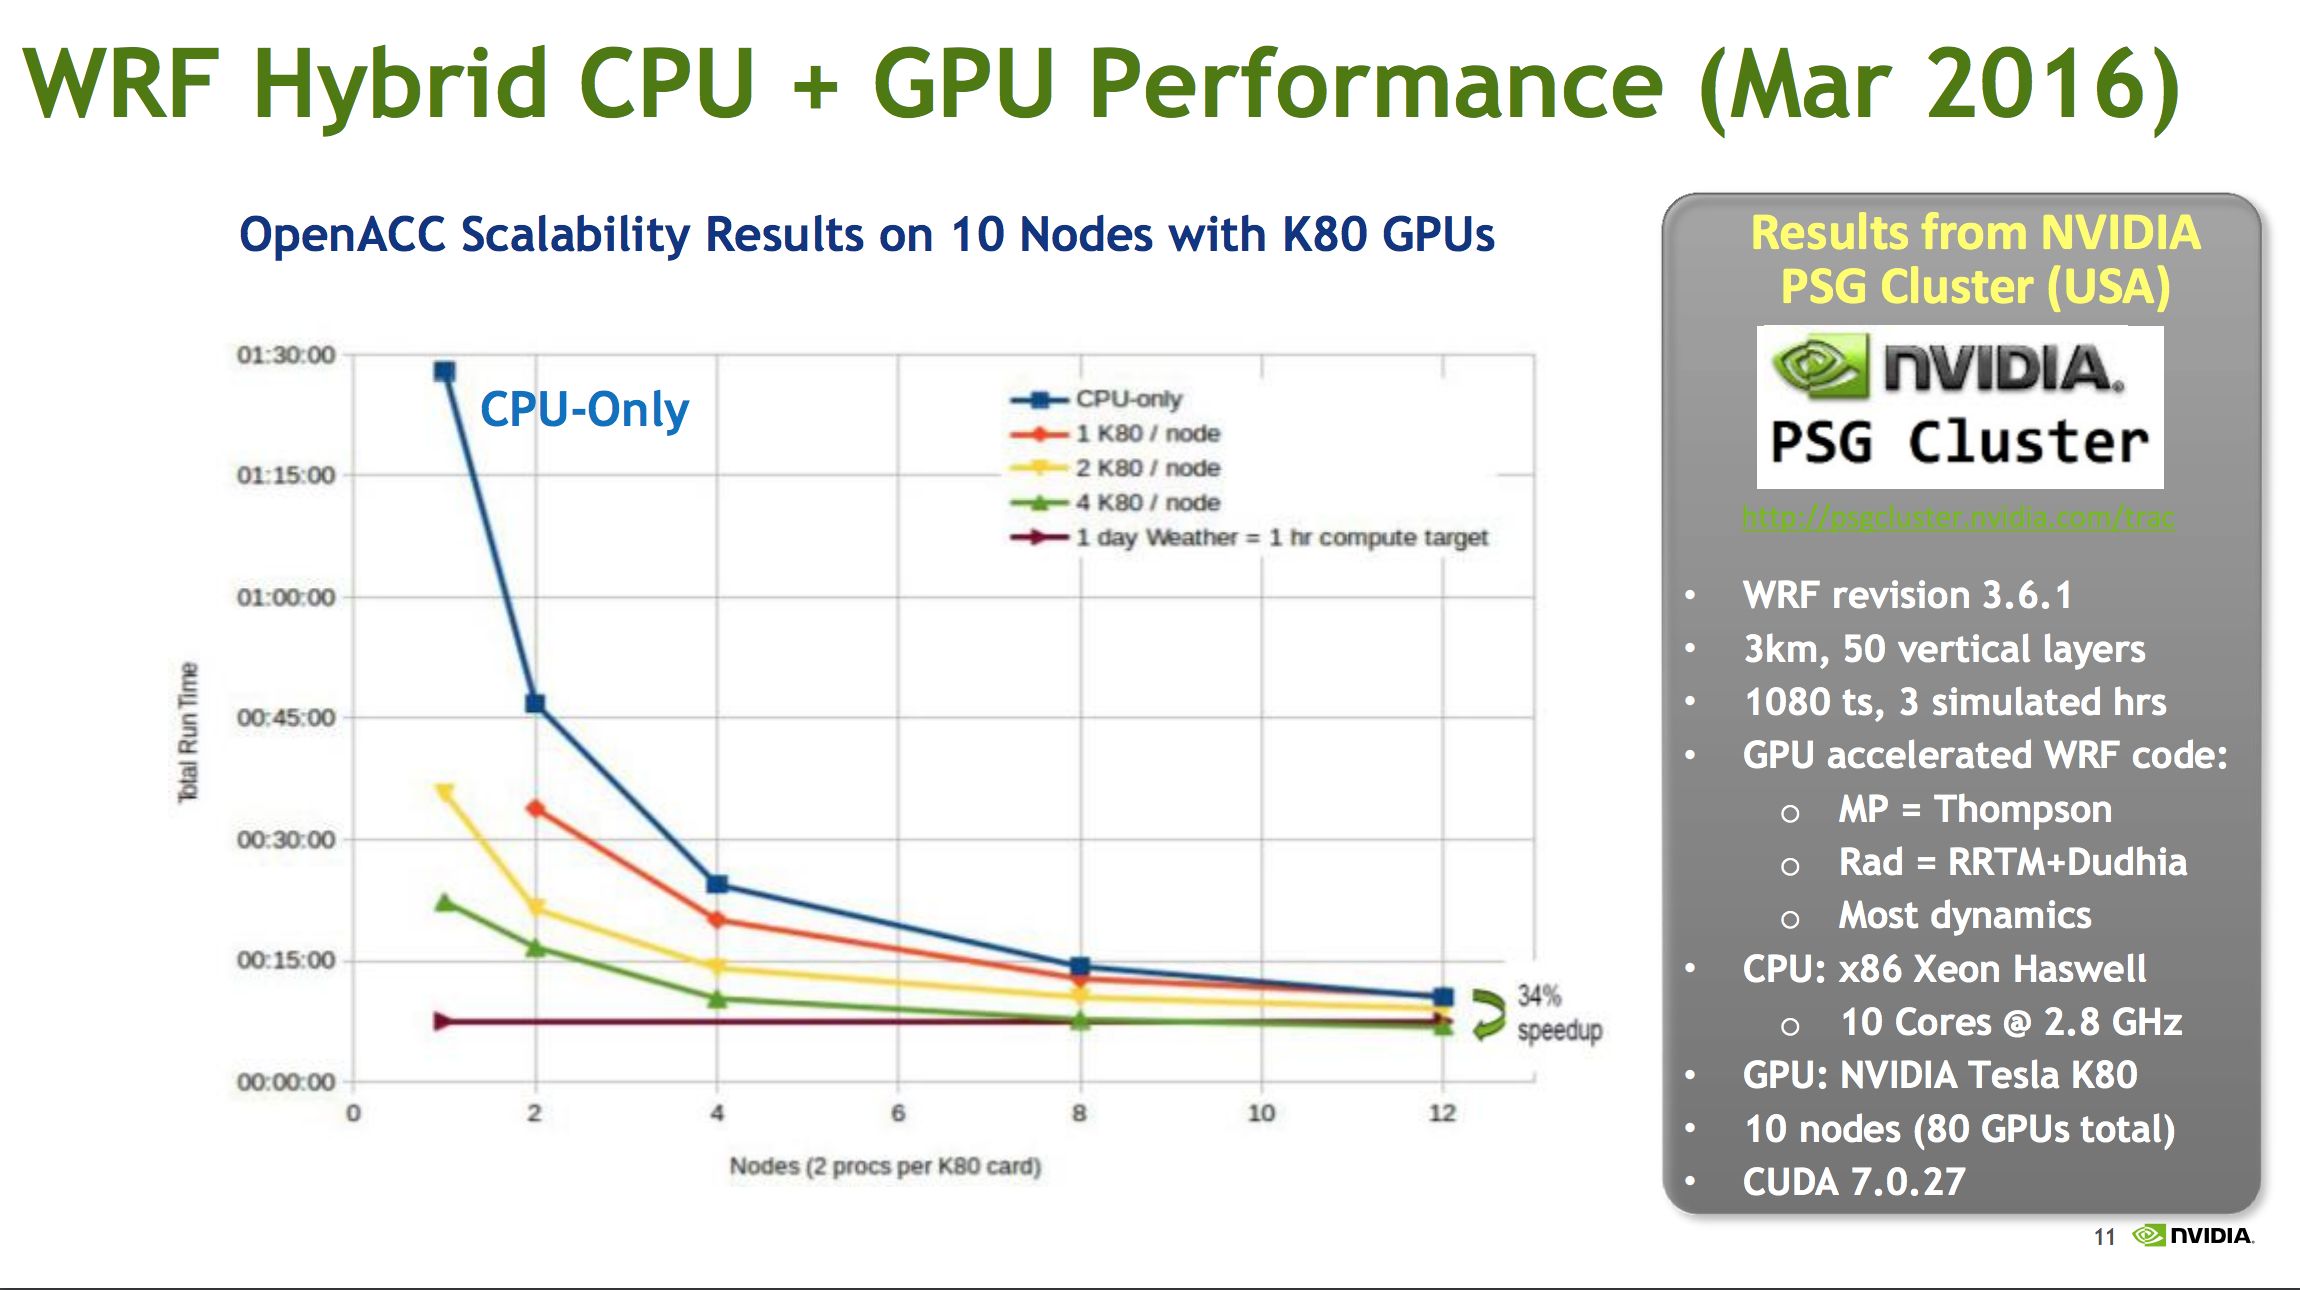 WRF Hybrid CPU + GPU Performance (Mar 2016)
OpenACC Scalability Results on 10 Nodes with K80 GPUs
01:30:00
01:15:00
01:00:00
00:45:00
00:30:00
00:15:00
00:00:00
Total Run Time
CPU-Only
CPU-only
1 K80 / node
2 K80 / node
4 K80 / node
1 day Weather = 1 hr compute target
34%
speedup
0 2 4 6 8 10 12
Nodes (2 procs per K80 card)
Results from NVIDIA
PSG Cluster (USA)
NVIDIA.
PSG Cluster
http://psgcluster.nvidia.com/trac
• WRF revision 3.6.1
• 3km, 50 vertical layers
• 1080 ts, 3 simulated hrs
• GPU accelerated WRF code:
o MP = Thompson
o Rad = RRTM+Dudhia
o Most dynamics
• CPU: x86 Xeon Haswell
o 10 Cores @ 2.8 GHz
• GPU: NVIDIA Tesla K80
• 10 nodes (80 GPUs total)
• CUDA 7.0.27
11 NVIDIA.